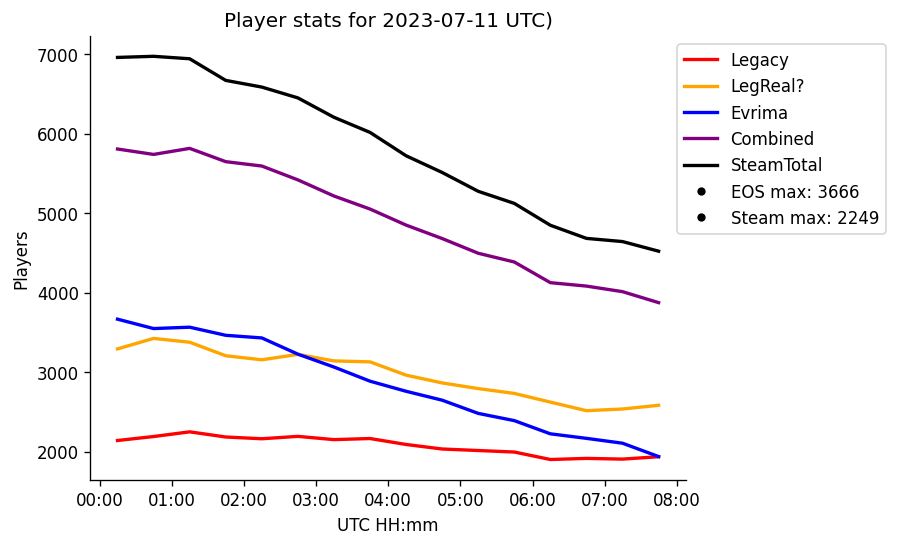 Player stats for 2023-07-11 UTC)
7000
6000
5000
4000
3000
2000
Players
00:00 01:00 02:00 03:00 04:00 05:00 06:00 07:00 08:00
UTC HH:mm
Legacy
LegReal?
Evrima
Combined
SteamTotal
EOS max: 3666
Steam max: 2249